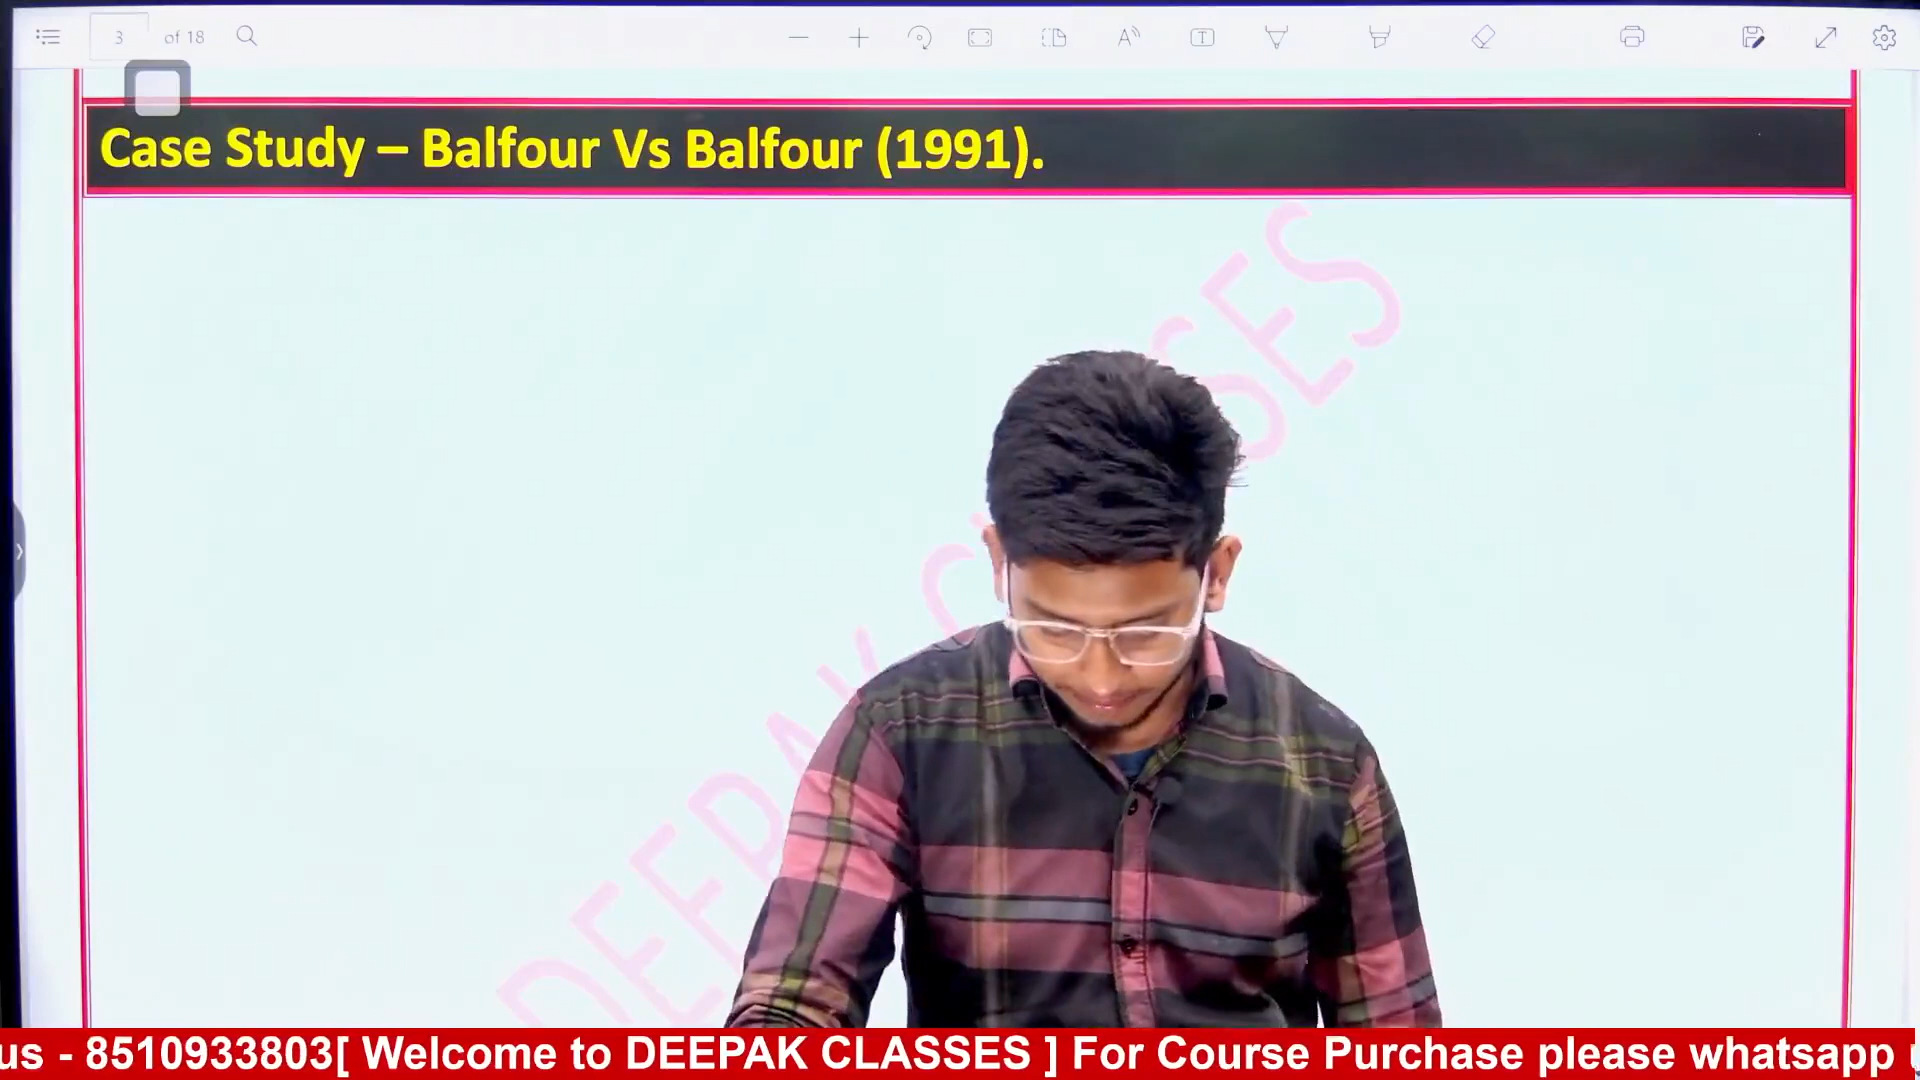 3 of 18
Case Study – Balfour Vs Balfour (1991).
DEEPAK
us - 8510933803[ Welcome to DEEPAK CLASSES ] For Course Purchase please whatsapp u